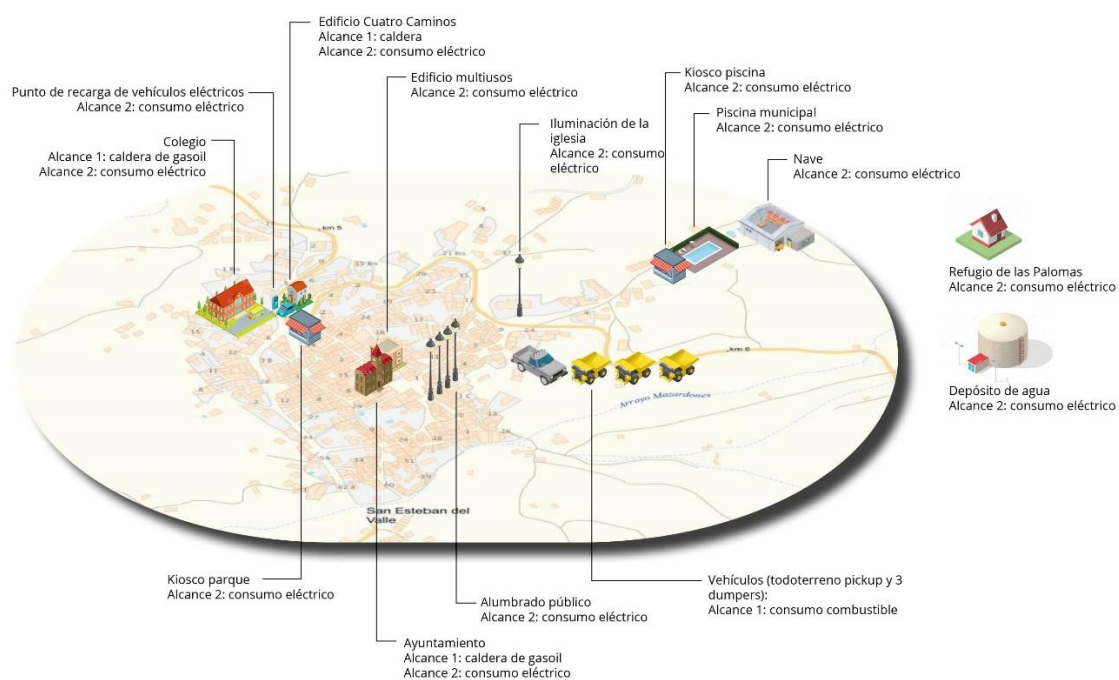 Edificio Cuatro Caminos
Alcance 1: caldera
Alcance 2: consumo eléctrico
Edificio multiusos
Alcance 2: consumo eléctrico
Kiosco piscina
Alcance 2: consumo eléctrico
Punto de recarga de vehículos eléctricos
Alcance 2: consumo eléctrico
Piscina municipal
Alcance 2: consumo eléctrico
Iluminación de la
iglesia
Alcance 2: consumo
eléctrico
Colegio
Alcance 1: caldera de gasoil
Alcance 2: consumo eléctrico
Nave
Alcance 2: consumo eléctrico
km 5
Refugio de las Palomas
Alcance 2: consumo eléctrico
km 6
Depósito de agua
Alcance 2: consumo eléctrico
Arroyo Mazardones
San Esteban del
Valle
Kiosco parque
Alcance 2: consumo eléctrico
Vehículos (todoterreno pickup y 3
dumpers):
Alcance 1: consumo combustible
Alumbrado público
Alcance 2: consumo eléctrico
Ayuntamiento
Alcance 1: caldera de gasoil
Alcance 2: consumo eléctrico